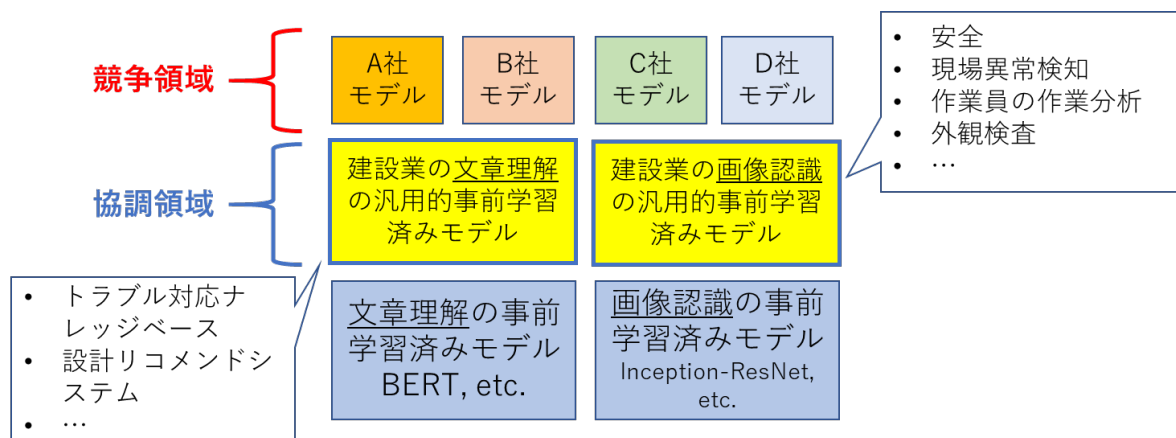 競争領域
A社
モデル
B社
モデル
C社
モデル
D社
モデル
• 安全
• 現場異常検知
• 作業員の作業分析
• 外観検査
• …
協調領域
建設業の文章理解
の汎用的事前学習
済みモデル
建設業の画像認識
の汎用的事前学習
済みモデル
• トラブル対応ナ
レッジベース
• 設計リコメンドシ
ステム
• …
文章理解の事前
学習済みモデル
BERT, etc.
画像認識の事前
学習済みモデル
Inception-ResNet,
etc.